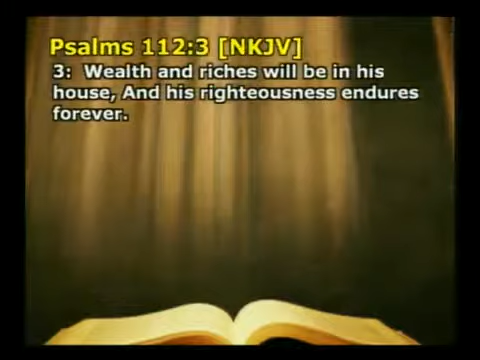 Psalms 112:3 [NKJV]
3: Wealth and riches will be in his
house, And his righteousness endures
forever.